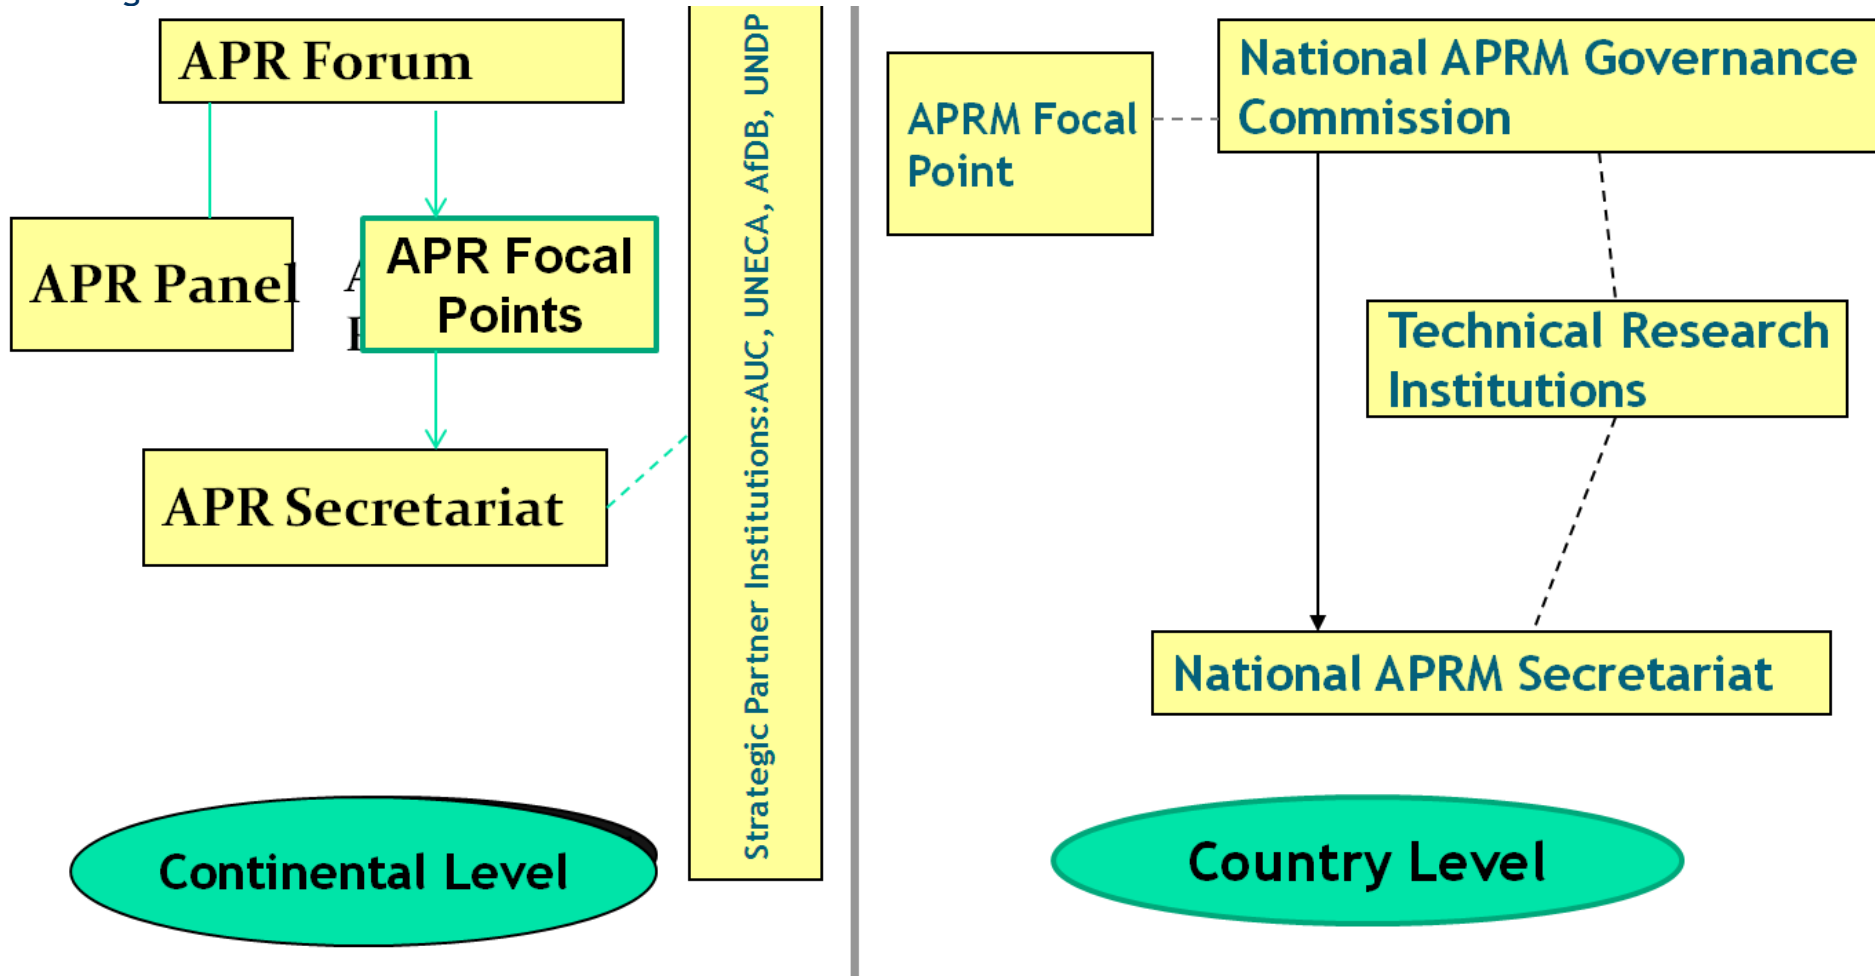 APR Forum
APR Panel
APR Focal
Points
APR Secretariat
Strategic Partner Institutions:AUC, UNECA, AfDB, UNDP
Continental Level
APRM Focal
Point
National APRM Governance
Commission
Technical Research
Institutions
National APRM Secretariat
Country Level